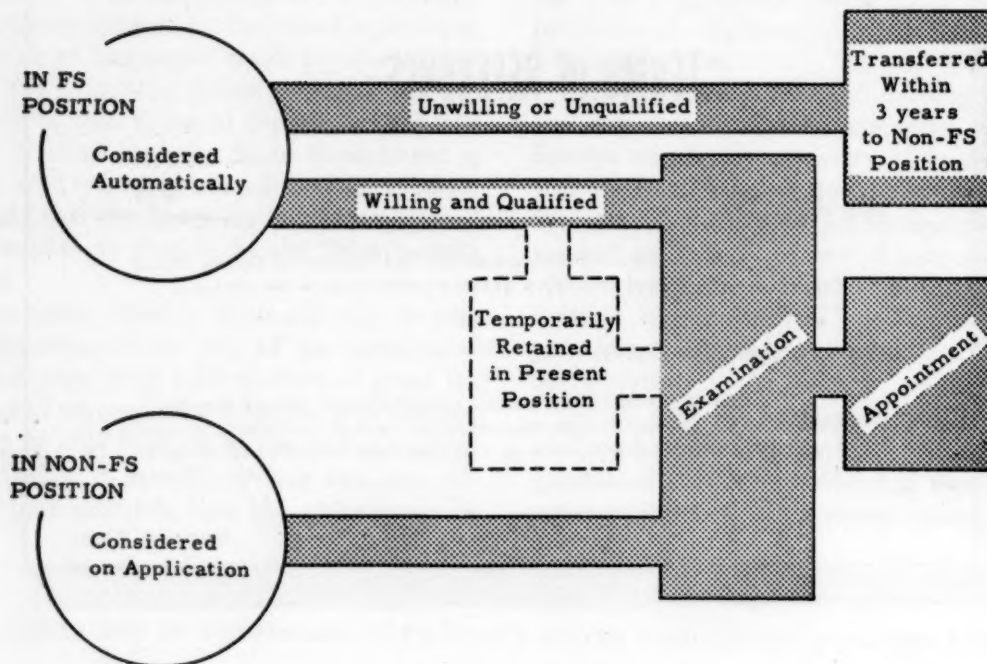 IN FS
POSITION
Considered
Automatically
Unwilling or Unqualified
Transferred
Within
3 years
to Non-FS
Position
Willing and Qualified
Temporarily
Retained
in Present
Position
Examination
Appointment
IN NON-FS
POSITION
Considered
on Application